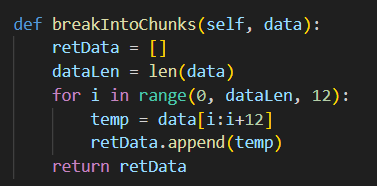 def breakIntoChunks(self, data):
    retData = []
    dataLen = len(data)
    for i in range(0, dataLen, 12):
        temp = data[i:i+12]
        retData.append(temp)
    return retData